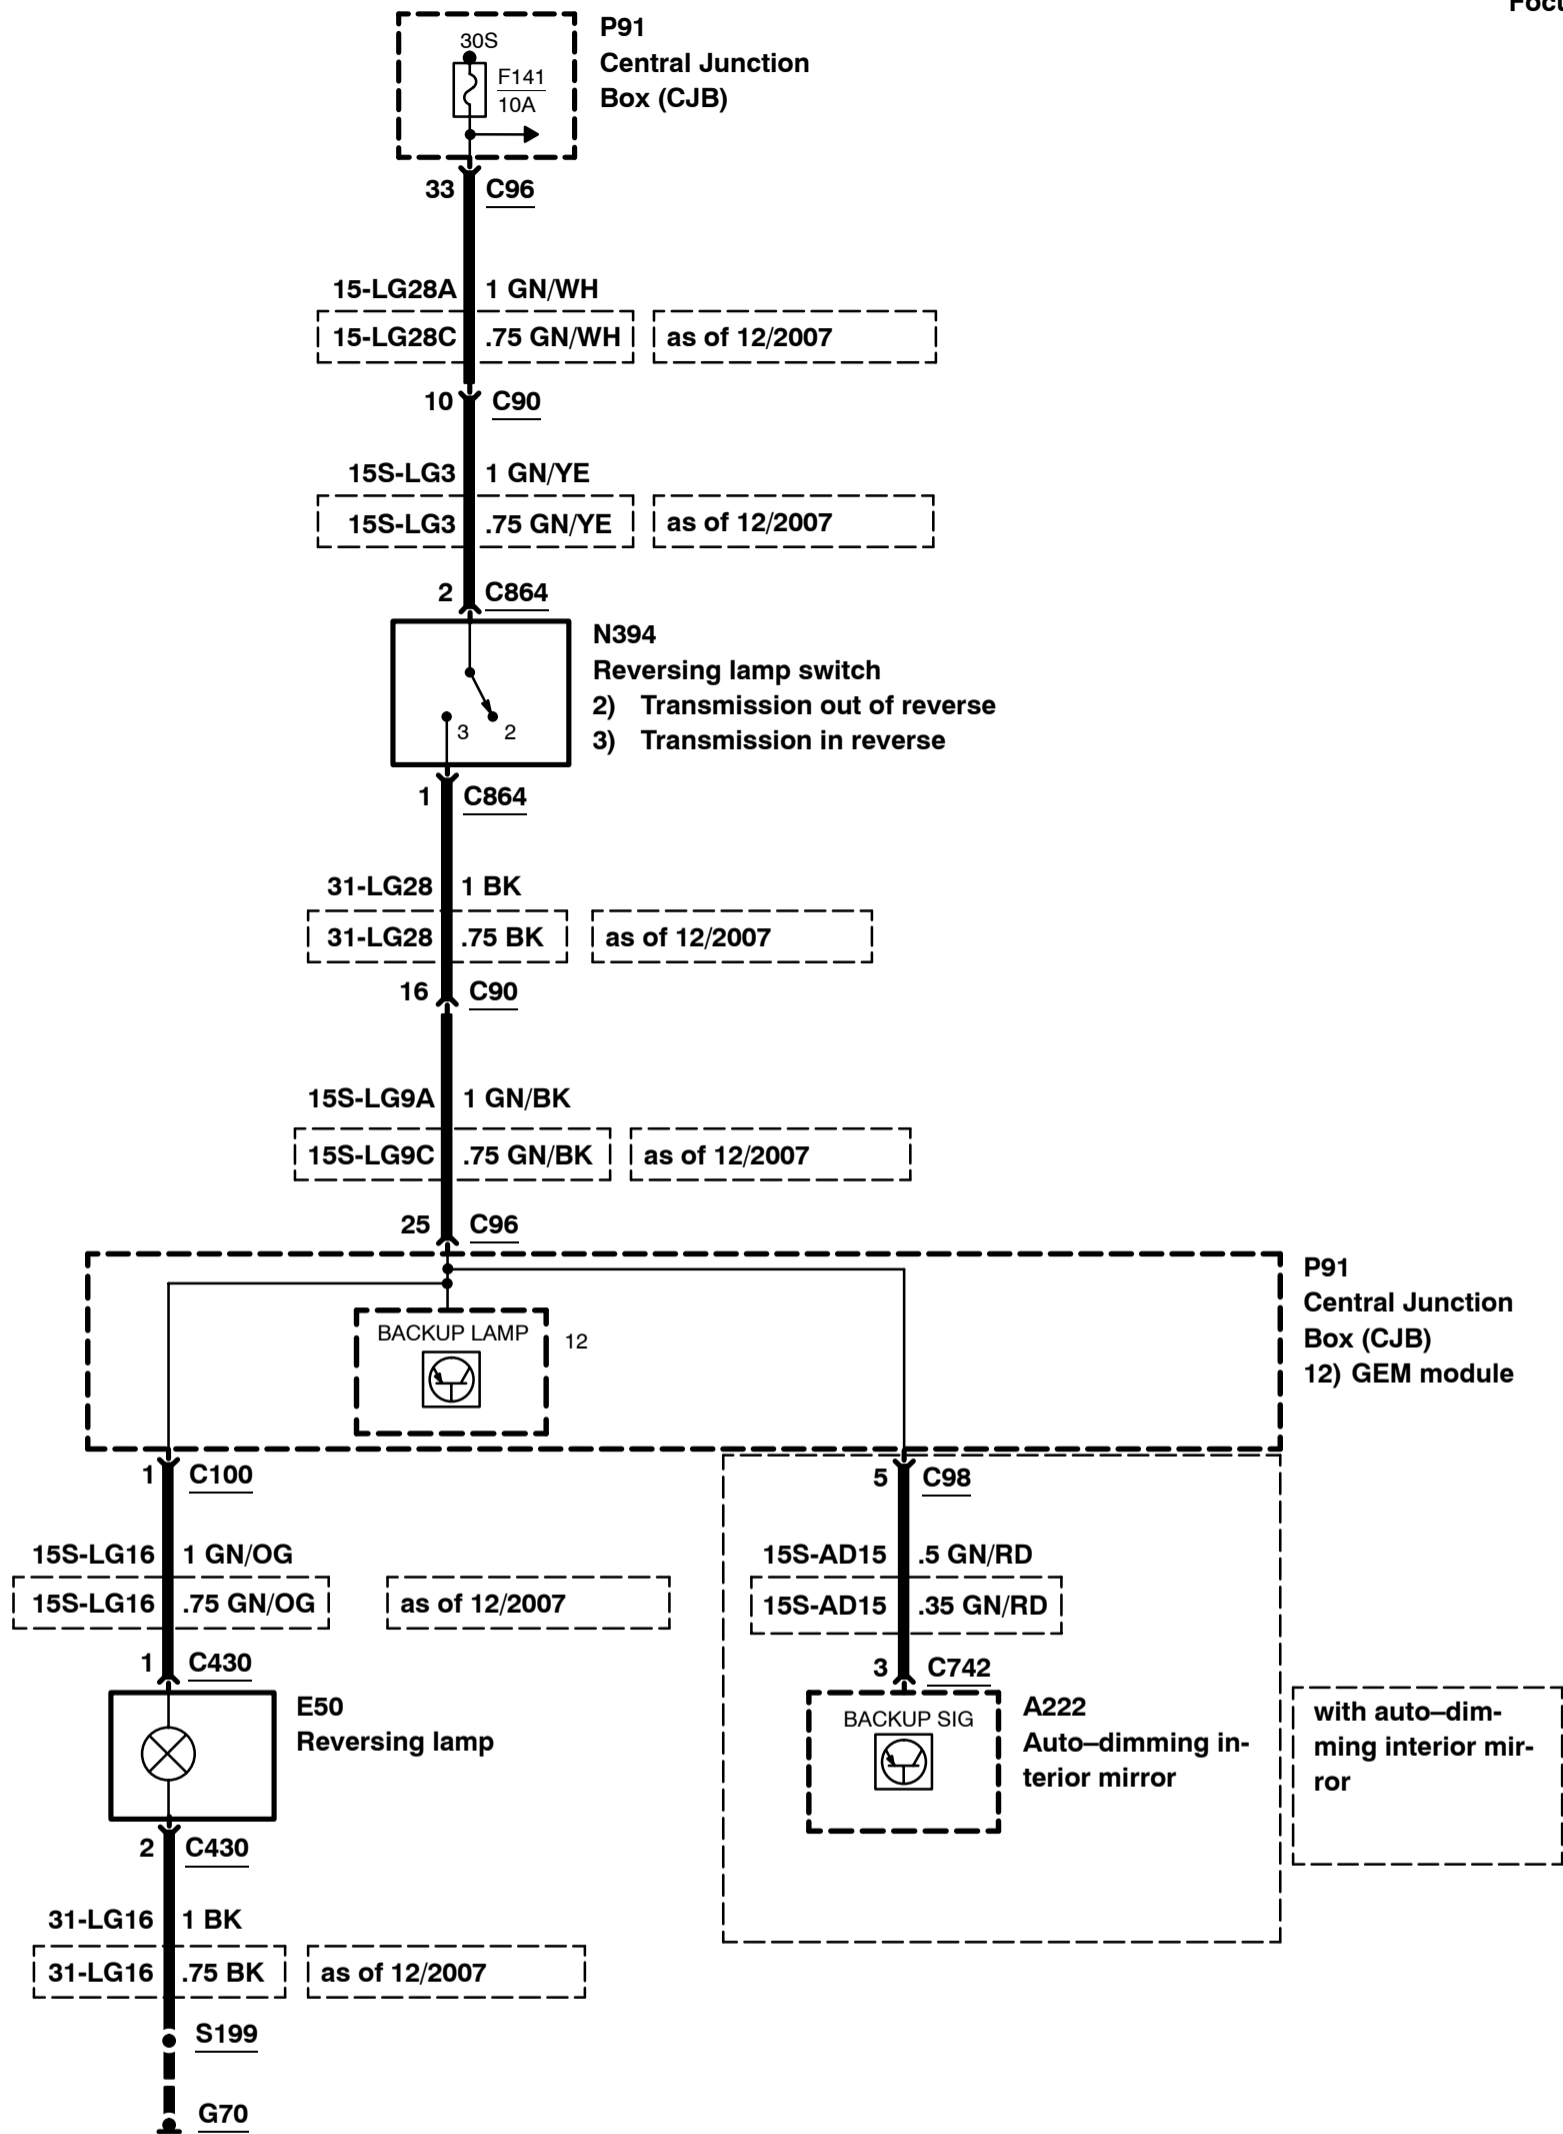 Focu
P91
30S
Central Junction
F141
Box (CJB)
10A
33 C96
15-LG28A 1 GN/WH
15-LG28C .75 GN/WH as of 12/2007
10 C90
15S-LG3 1 GN/YE
15S-LG3 .75 GN/YE as of 12/2007
2 C864
N394
Reversing lamp switch
2) Transmission out of reverse
3 2
3) Transmission in reverse
1 C864
31-LG28 1 BK
31-LG28 .75 BK as of 12/2007
16 C90
15S-LG9A 1 GN/BK
15S-LG9C .75 GN/BK as of 12/2007
25 C96
P91
Central Junction
Box (CJB)
12) GEM module
BACKUP LAMP 12
1 C100
5 C98
15S-LG16 1 GN/OG
15S-AD15 .5 GN/RD
15S-LG16 .75 GN/OG as of 12/2007
15S-AD15 .35 GN/RD
1 C430
3 C742
E50
Reversing lamp
BACKUP SIG
A222
Auto–dimming in-
terior mirror
with auto–dim-
ming interior mir-
ror
2 C430
31-LG16 1 BK
31-LG16 .75 BK as of 12/2007
S199
G70